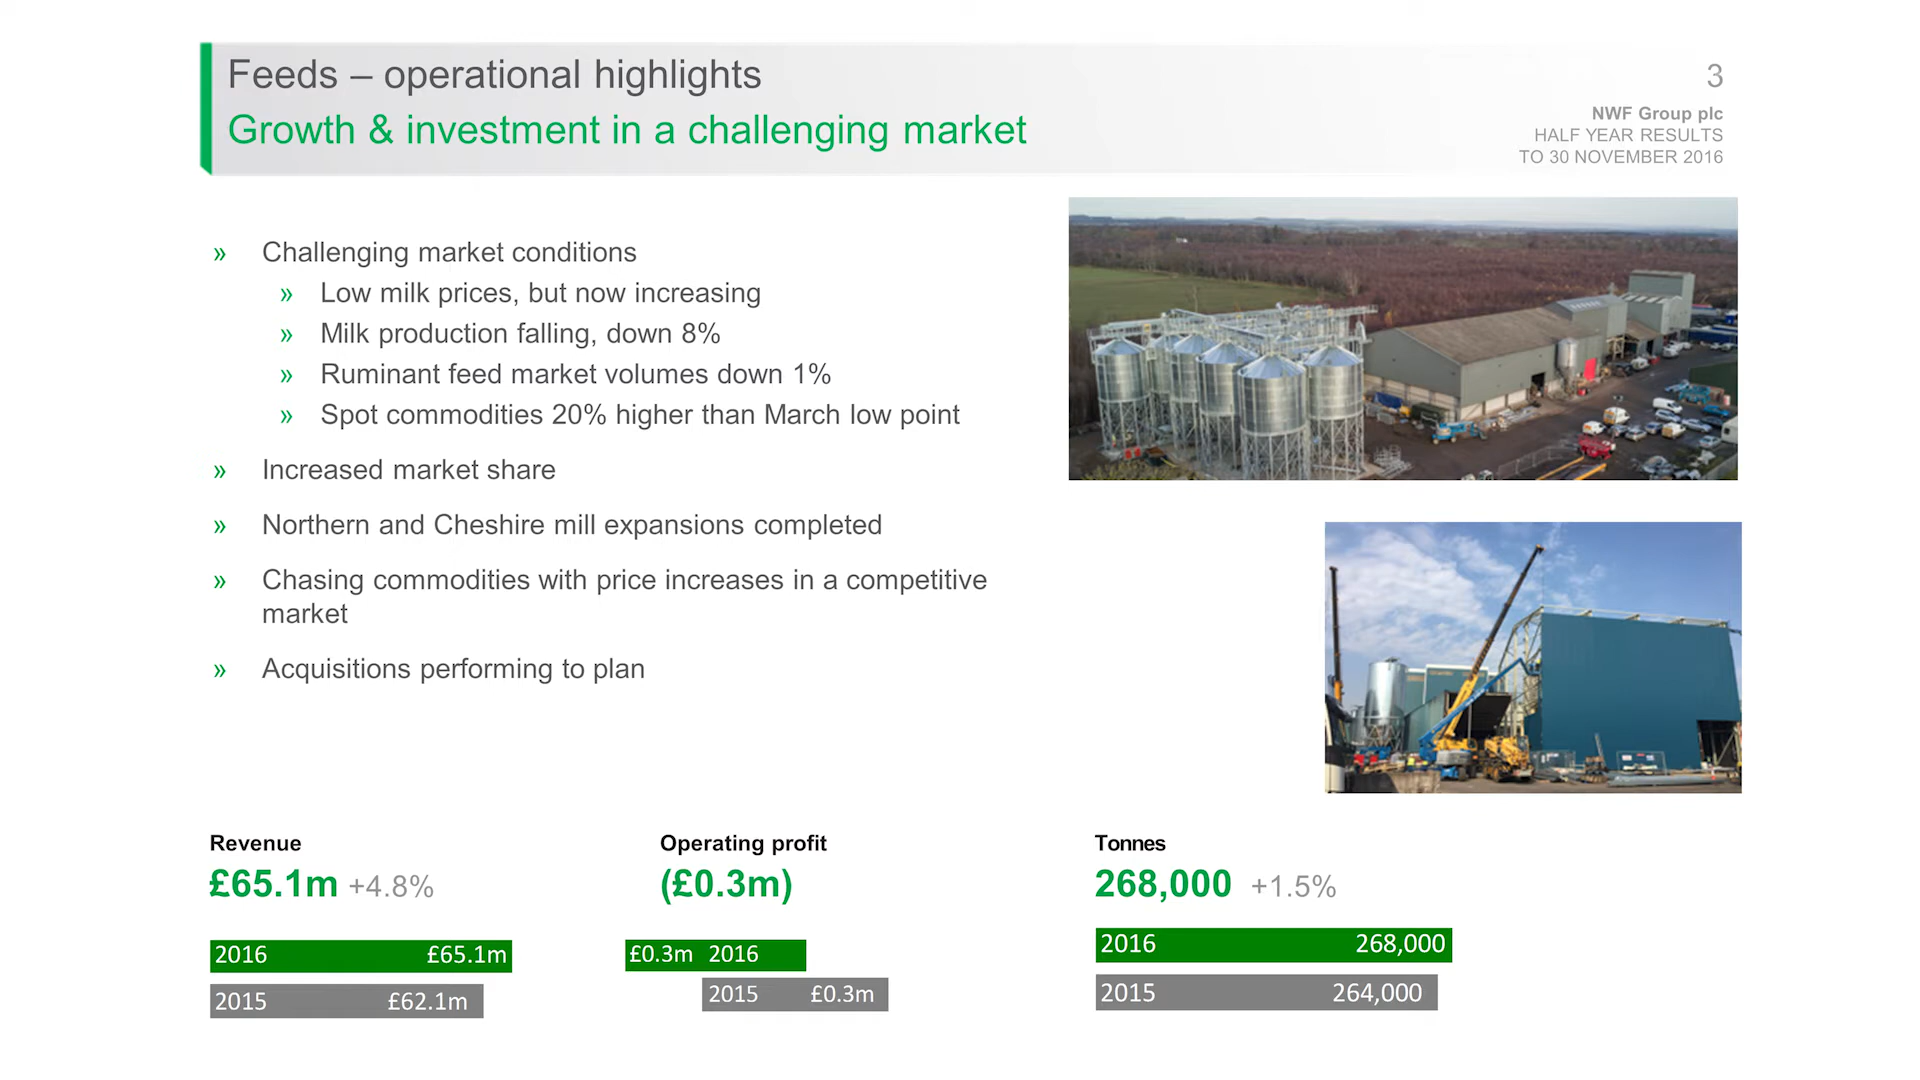 Feeds – operational highlights
Growth & investment in a challenging market
3
NWF Group plc
HALF YEAR RESULTS
TO 30 NOVEMBER 2016
» Challenging market conditions
» Low milk prices, but now increasing
» Milk production falling, down 8%
» Ruminant feed market volumes down 1%
» Spot commodities 20% higher than March low point
» Increased market share
» Northern and Cheshire mill expansions completed
» Chasing commodities with price increases in a competitive
market
» Acquisitions performing to plan
Revenue
£65.1m +4.8%
2016 £65.1m
2015 £62.1m
Operating profit
(£0.3m)
£0.3m 2016
2015 £0.3m
Tonnes
268,000 +1.5%
2016 268,000
2015 264,000